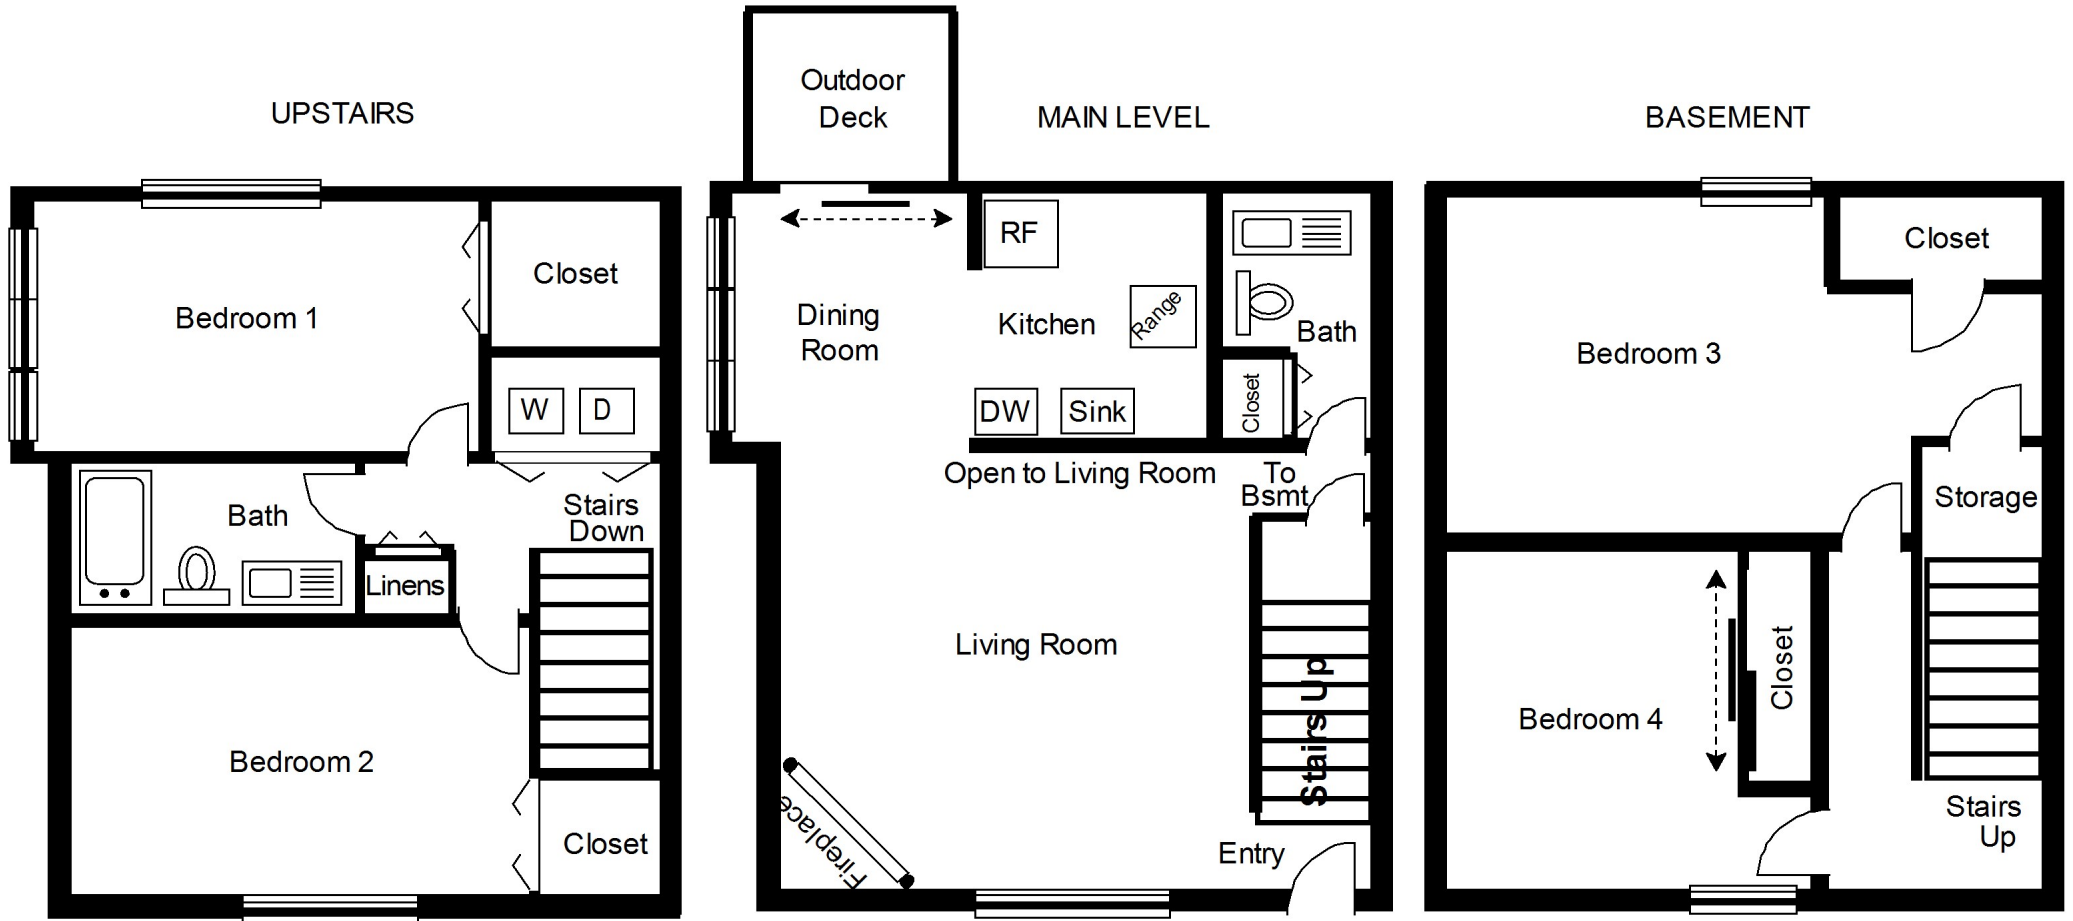 UPSTAIRS
Bedroom 1
Closet
W
D
Bath
Stairs
Down
Linens
Bedroom 2
Closet
MAIN LEVEL
Outdoor
Deck
RF
Dining
Room
Kitchen
Range
Bath
Closet
DW
Sink
Open to Living Room
To
Bsmt
Living Room
Stairs Up
Fireplace
Entry
BASEMENT
Closet
Bedroom 3
Storage
Closet
Bedroom 4
Stairs
Up